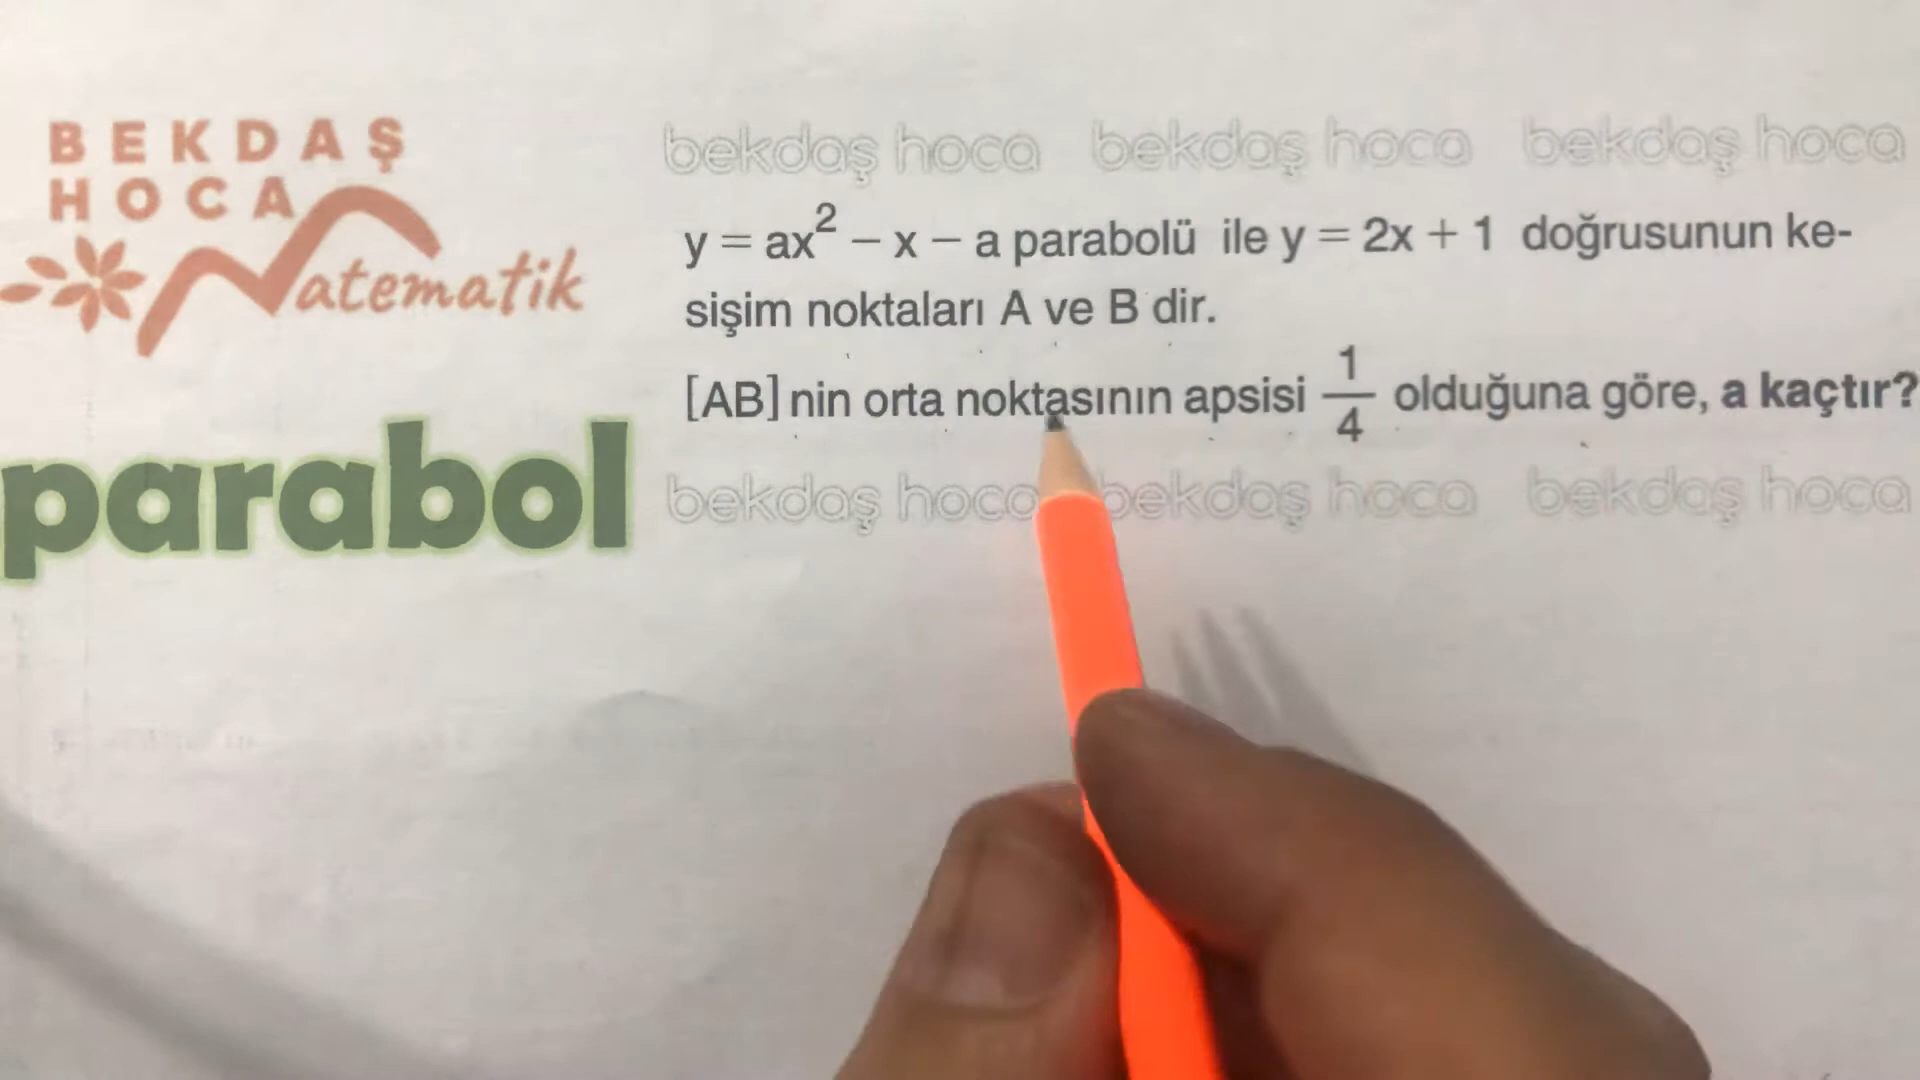 BEKDAŞ
HOCA
Matematik
parabol
bekdaş hoca bekdaş hoca bekdaş hoca
y = ax² − x − a parabolü ile y = 2x + 1 doğrusunun ke-
sişim noktaları A ve B dir.
[AB] nin orta noktasının apsisi 1/4 olduğuna göre, a kaçtır?
bekdaş hoca bekdaş hoca bekdaş hoca